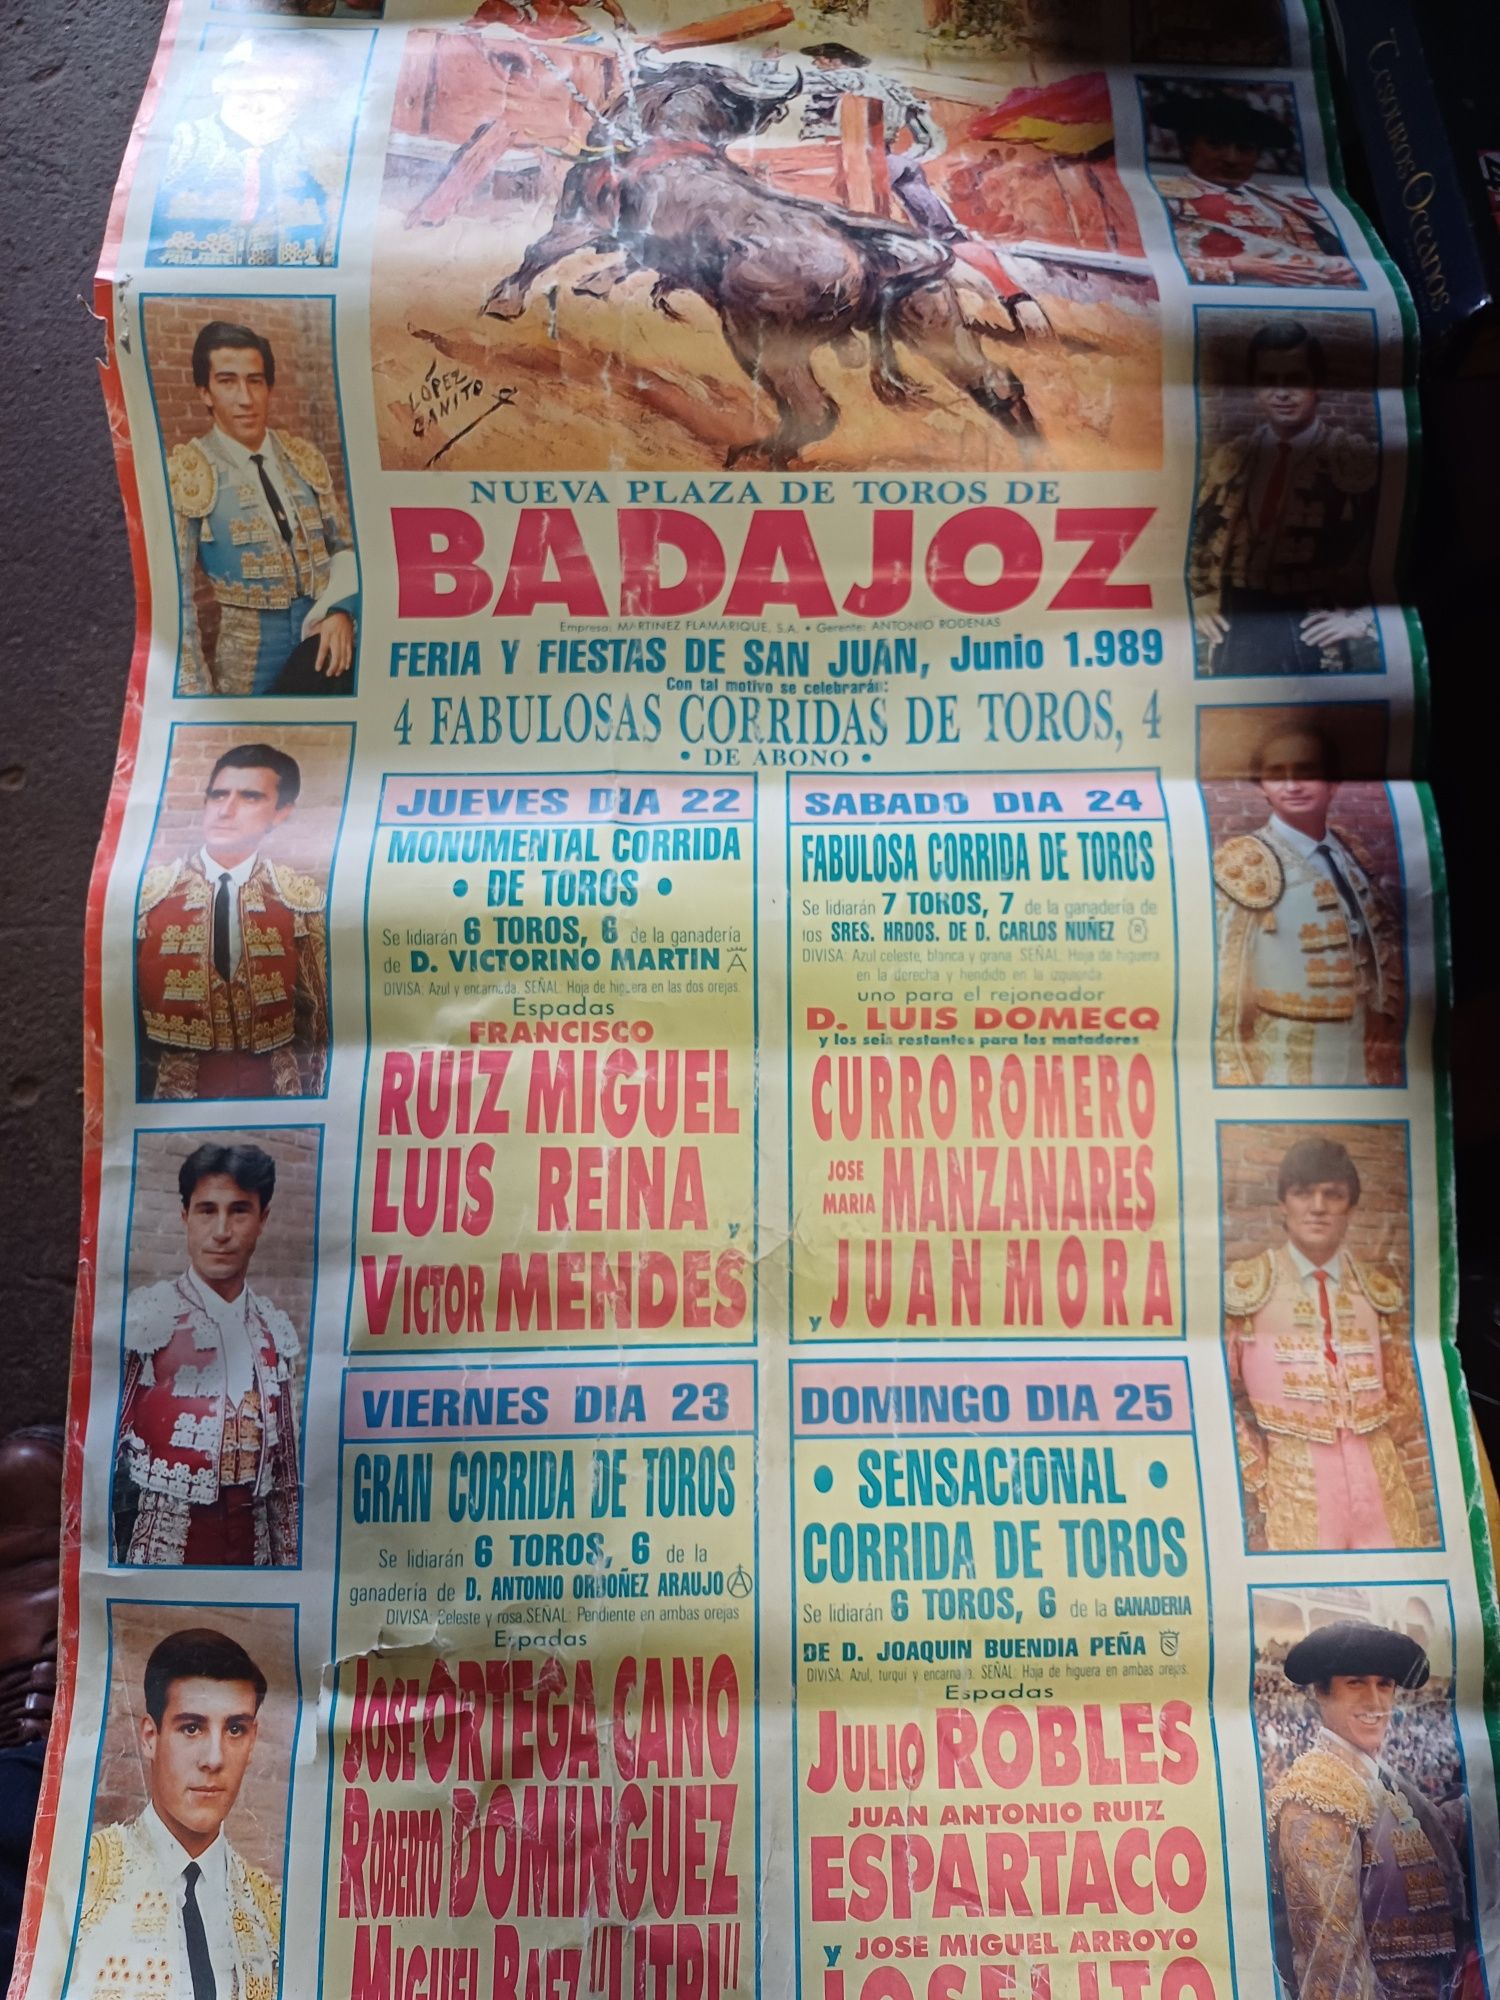 TESOUROS OCEANOS
LÓPEZ
CANITO
NUEVA PLAZA DE TOROS DE
BADAJOZ
Empresa: MARTINEZ FLAMARIQUE, S.A. • Gerente: ANTONIO RODENAS
FERIA Y FIESTAS DE SAN JUAN, Junio 1.989
Con tal motivo se celebrarán:
4 FABULOSAS CORRIDAS DE TOROS, 4
• DE ABONO •
JUEVES DIA 22
MONUMENTAL CORRIDA
• DE TOROS •
Se lidiarán 6 TOROS, 6 de la ganadería
de D. VICTORINO MARTIN
DIVISA: Azul y encarnada. SEÑAL: Hoja de higuera en las dos orejas.
Espadas
FRANCISCO
RUIZ MIGUEL
LUIS REINA y
VICTOR MENDES
VIERNES DIA 23
GRAN CORRIDA DE TOROS
Se lidiarán 6 TOROS, 6 de la
ganadería de D. ANTONIO ORDOÑEZ ARAUJO
DIVISA: Celeste y rosa. SEÑAL: Pendiente en ambas orejas
Espadas
JOSE ORTEGA CANO
ROBERTO DOMINGUEZ
MIGUEL BAEZ "LITRI"
SABADO DIA 24
FABULOSA CORRIDA DE TOROS
Se lidiarán 7 TOROS, 7 de la ganadería de
los SRES. HRDOS. DE D. CARLOS NUÑEZ
DIVISA: Azul celeste, blanca y grana. SEÑAL: Hoja de higuera
en la derecha y hendido en la izquierda.
uno para el rejoneador
D. LUIS DOMECQ
y los seis restantes para los matadores
CURRO ROMERO
JOSE MARIA MANZANARES
y JUAN MORA
DOMINGO DIA 25
• SENSACIONAL •
CORRIDA DE TOROS
Se lidiarán 6 TOROS, 6 de la GANADERIA
DE D. JOAQUIN BUENDIA PEÑA
DIVISA: Azul, turquí y encarnada. SEÑAL: Hoja de higuera en ambas orejas.
Espadas
JULIO ROBLES
JUAN ANTONIO RUIZ
ESPARTACO
y JOSE MIGUEL ARROYO
JOSELITO